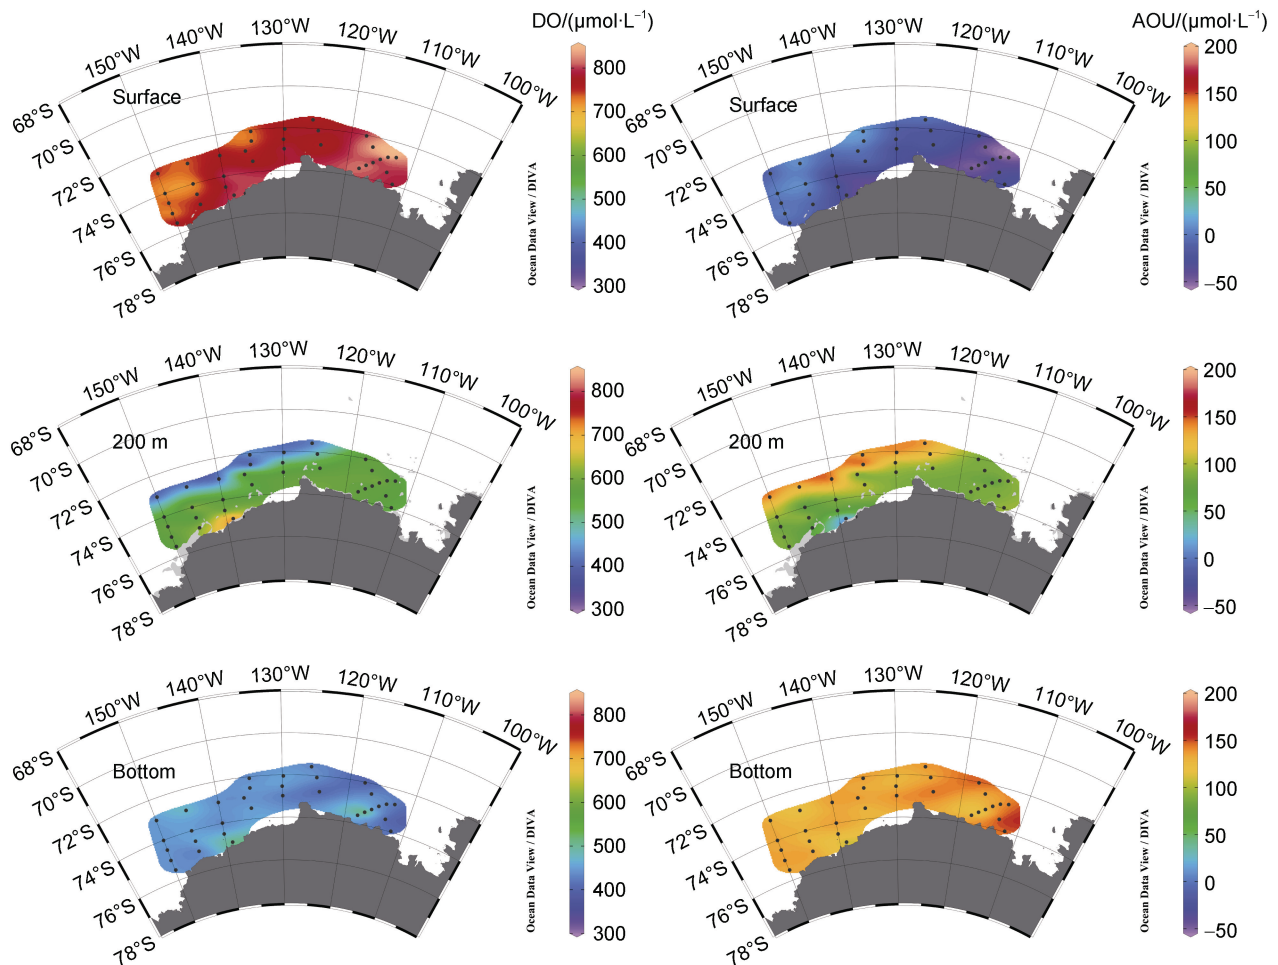 DO/(μmol·L⁻¹)
150°W
140°W
130°W
120°W
110°W
100°W
68°S
70°S
72°S
74°S
76°S
78°S
Surface
Ocean Data View / DIVA
800
700
600
500
400
300
AOU/(μmol·L⁻¹)
150°W
140°W
130°W
120°W
110°W
100°W
68°S
70°S
72°S
74°S
76°S
78°S
Surface
Ocean Data View / DIVA
200
150
100
50
0
−50
150°W
140°W
130°W
120°W
110°W
100°W
68°S
70°S
72°S
74°S
76°S
78°S
200 m
Ocean Data View / DIVA
800
700
600
500
400
300
150°W
140°W
130°W
120°W
110°W
100°W
68°S
70°S
72°S
74°S
76°S
78°S
200 m
Ocean Data View / DIVA
200
150
100
50
0
−50
150°W
140°W
130°W
120°W
110°W
100°W
68°S
70°S
72°S
74°S
76°S
78°S
Bottom
Ocean Data View / DIVA
800
700
600
500
400
300
150°W
140°W
130°W
120°W
110°W
100°W
68°S
70°S
72°S
74°S
76°S
78°S
Bottom
Ocean Data View / DIVA
200
150
100
50
0
−50